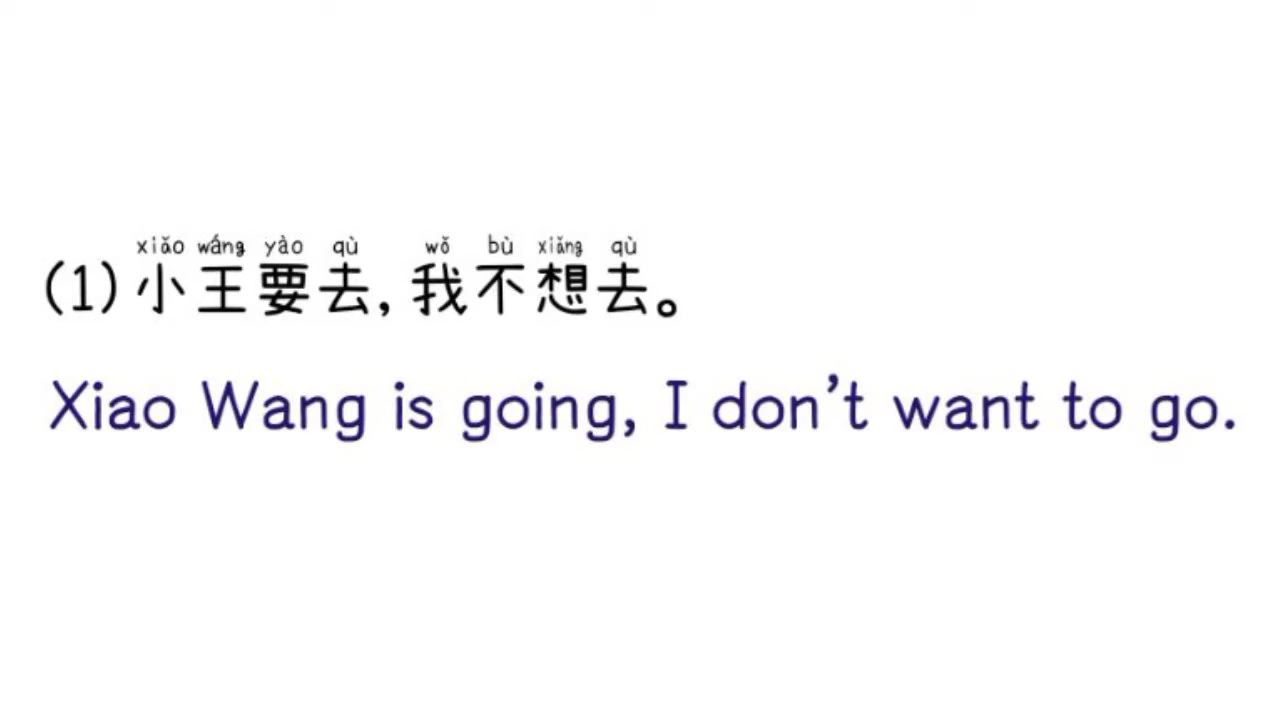 xiǎo wáng yào qù wǒ bù xiǎng qù
(1) 小王要去, 我不想去。
Xiao Wang is going, I don't want to go.